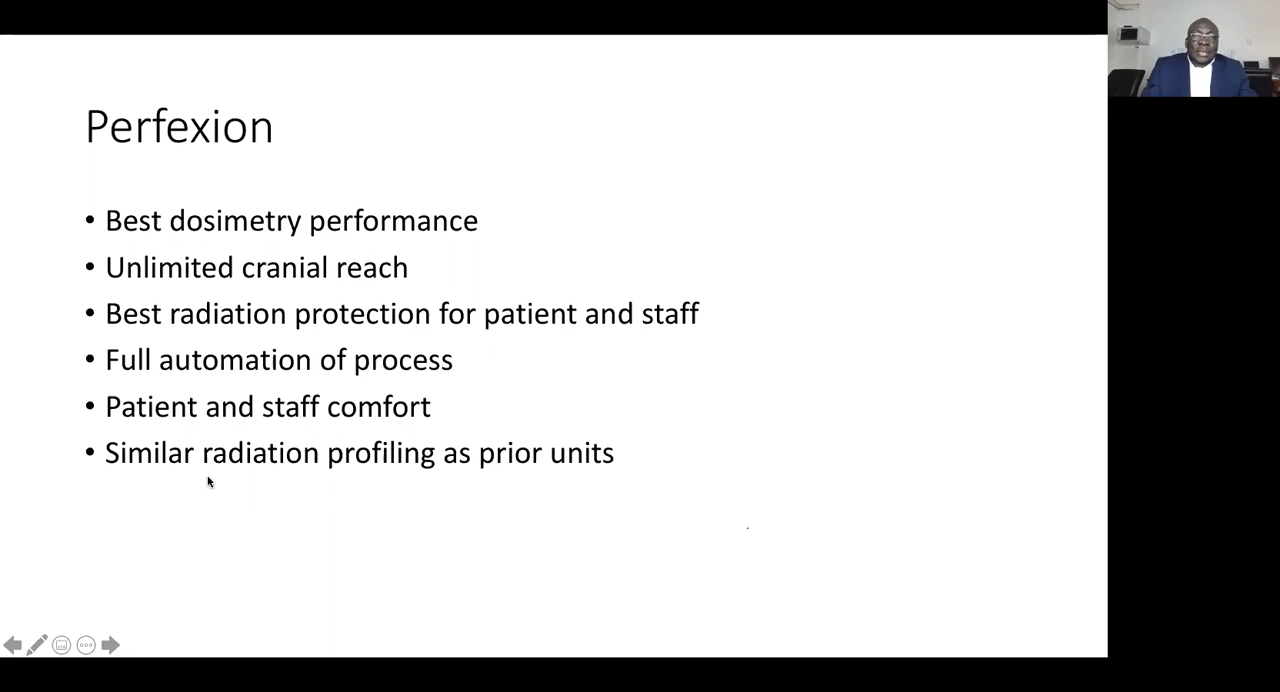 Perfexion
• Best dosimetry performance
• Unlimited cranial reach
• Best radiation protection for patient and staff
• Full automation of process
• Patient and staff comfort
• Similar radiation profiling as prior units